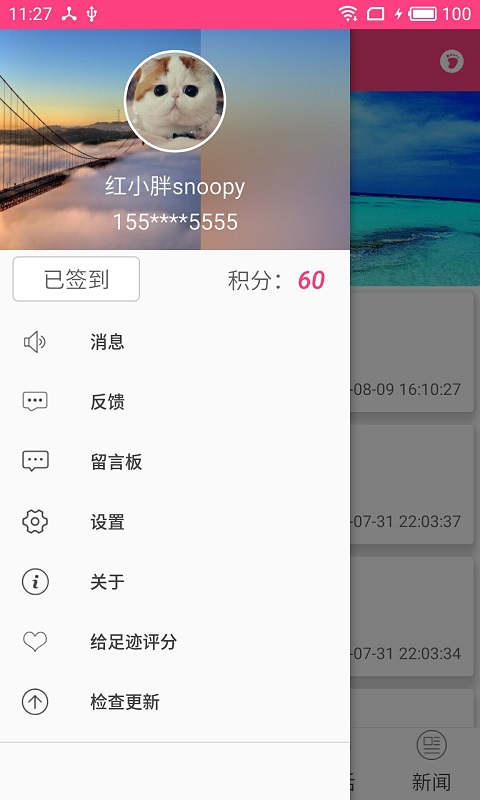 11:27
100
红小胖snoopy
155****5555
已签到
积分： 60
消息
反馈
留言板
设置
关于
给足迹评分
检查更新
-08-09 16:10:27
-07-31 22:03:37
-07-31 22:03:34
新闻